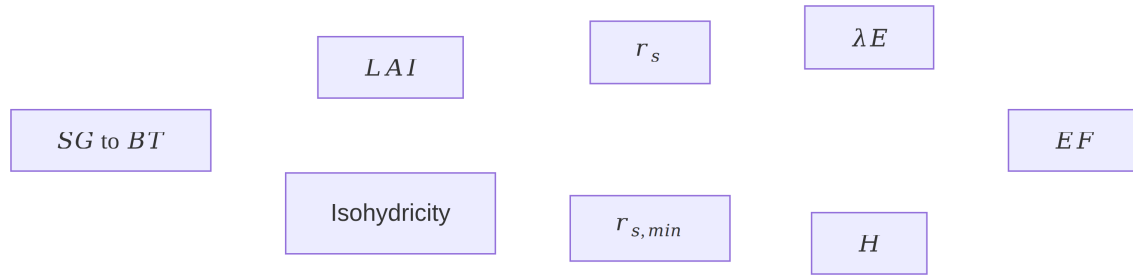 SG to BT
LAI
Isohydricity
r_s
r_{s,min}
λE
H
EF